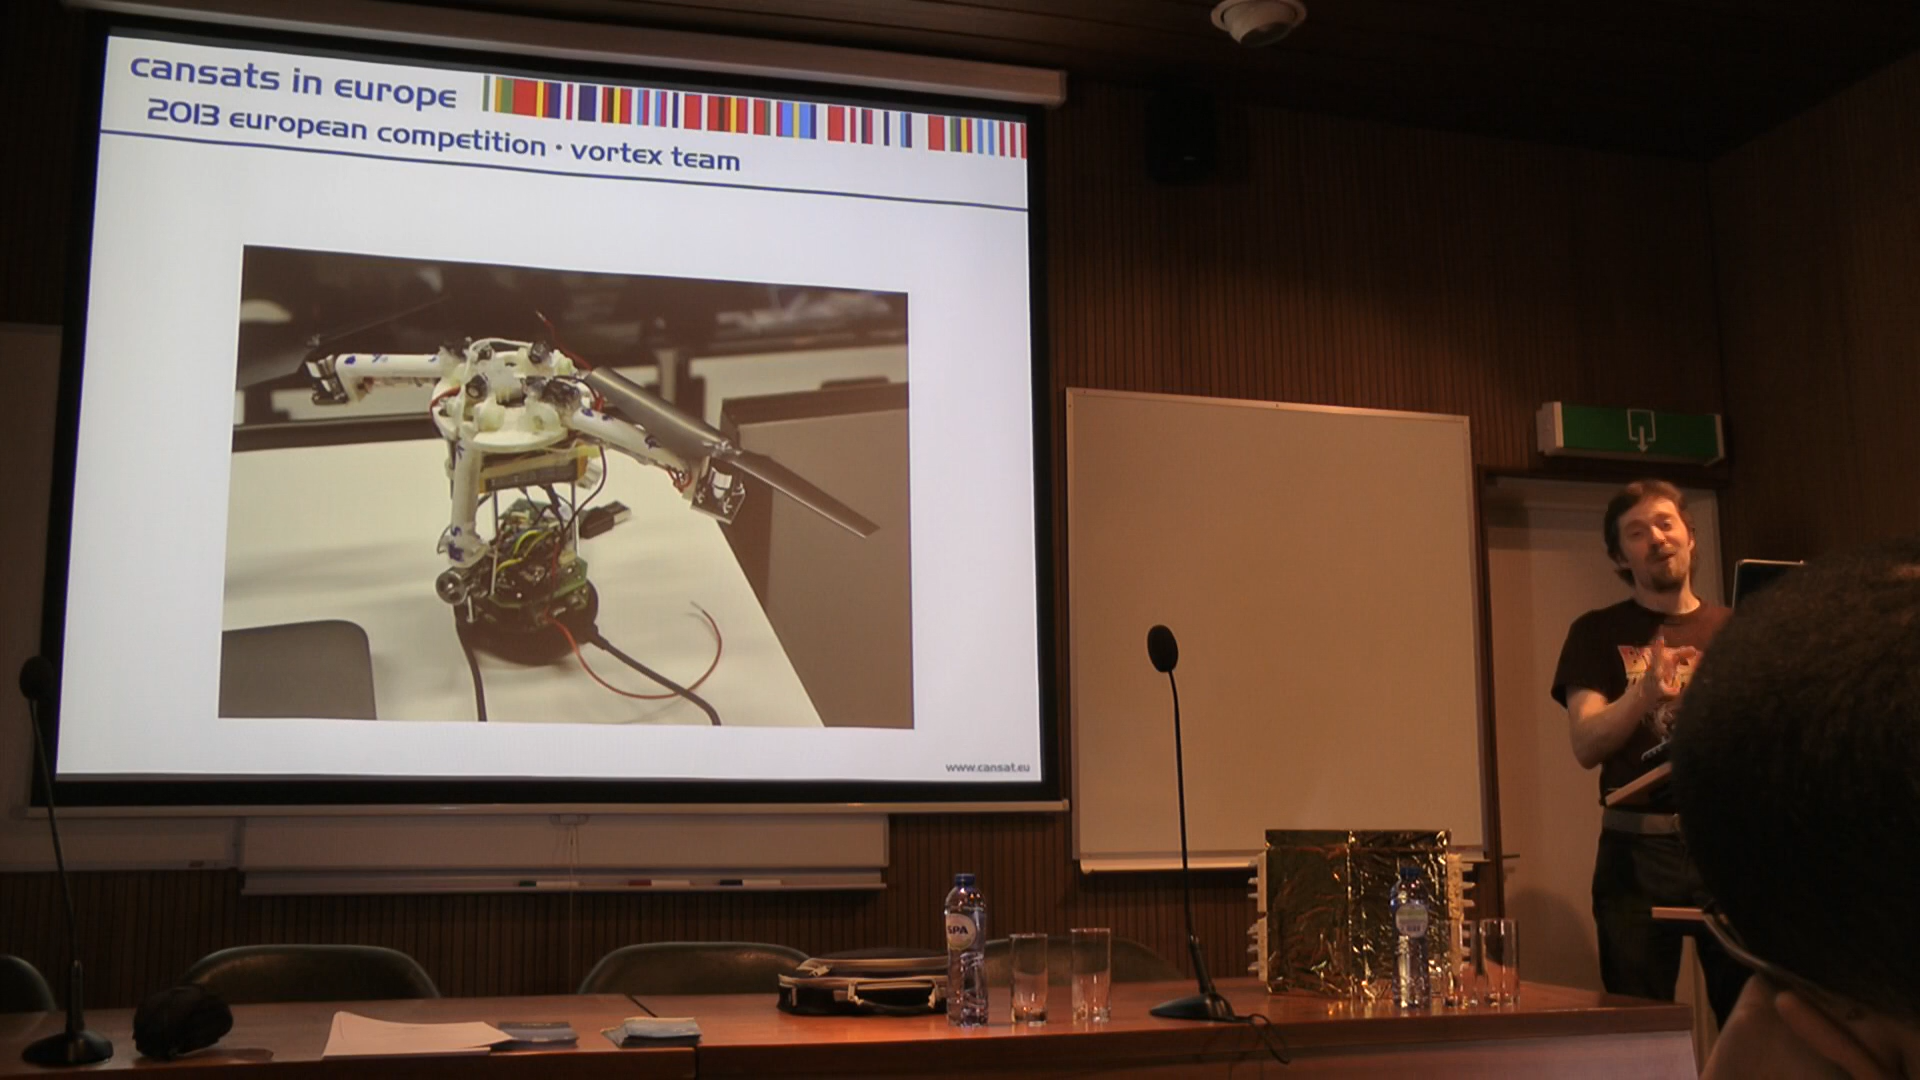 cansats in europe
2013 european competition · vortex team
www.cansat.eu
SPA